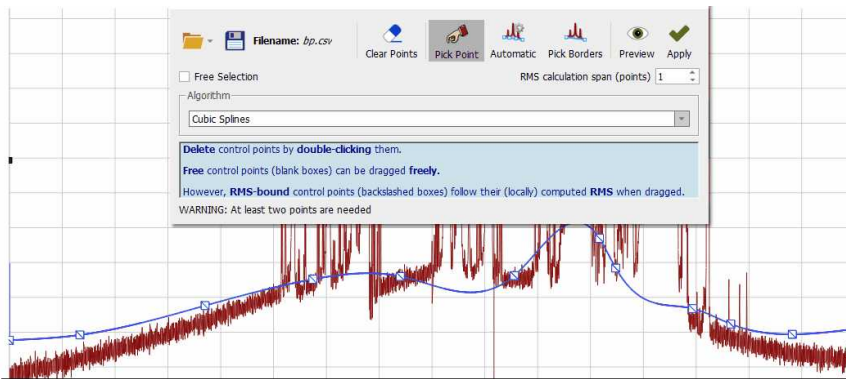 Filename: bp.csv
Clear Points Pick Point Automatic Pick Borders Preview Apply
Free Selection
RMS calculation span (points) 1
Algorithm
Cubic Splines
Delete control points by double-clicking them.
Free control points (blank boxes) can be dragged freely.
However, RMS-bound control points (backslashed boxes) follow their (locally) computed RMS when dragged.
WARNING: At least two points are needed